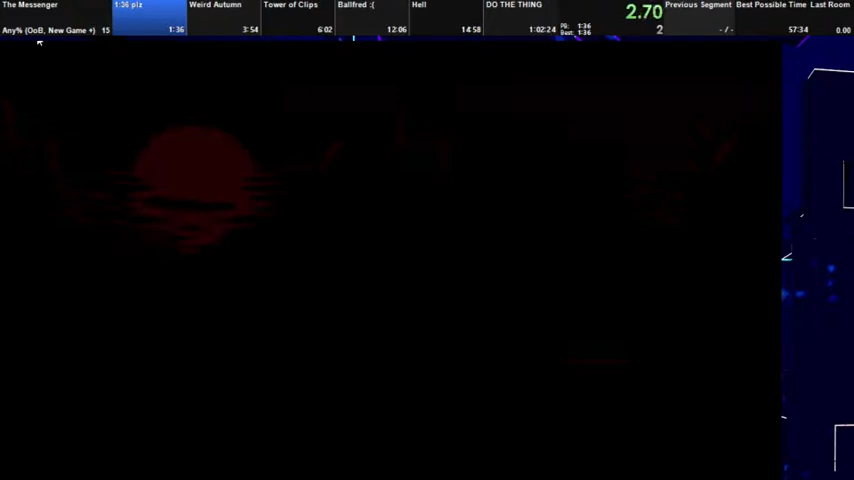 The Messenger
Any% (OoB, New Game +) 15
1:36 plz
1:36
Weird Autumn
3:54
Tower of Clips
6:02
Ballfred :(
12:06
Hell
14:58
DO THE THING
1:02:24
PB: 1:36
Best: 1:36
2.70
2
Previous Segment
- / -
Best Possible Time
57:34
Last Room
0.00